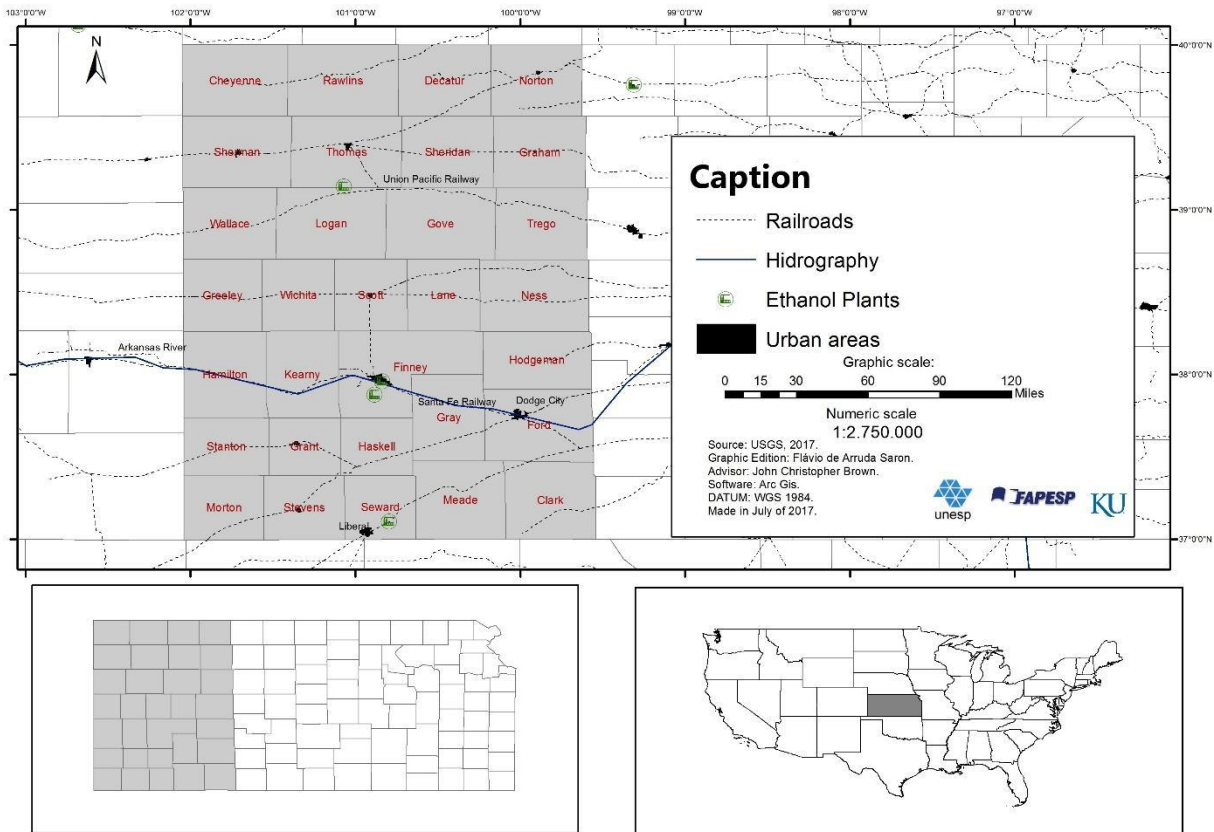 103°0'0"W 102°0'0"W 101°0'0"W 100°0'0"W 99°0'0"W 98°0'0"W 97°0'0"W
N
40°0'0"N
Cheyenne Rawlins Decatur Norton
Sherman Thomas Sheridan Graham
Union Pacific Railway
39°0'0"N
Wallace Logan Gove Trego
Greeley Wichita Scott Lane Ness
Arkansas River
Hamilton Kearny Finney Hodgeman
38°0'0"N
Santa Fe Railway Dodge City
Gray Ford
Stanton Grant Haskell
Morton Stevens Seward Meade Clark
Liberal
37°0'0"N
Caption
Railroads
Hidrography
Ethanol Plants
Urban areas
Graphic scale:
0 15 30 60 90 120
Miles
Numeric scale
1:2.750.000
Source: USGS, 2017.
Graphic Edition: Flávio de Arruda Saron.
Advisor: John Christopher Brown.
Software: Arc Gis.
DATUM: WGS 1984.
Made in July of 2017.
unesp
FAPESP
KU